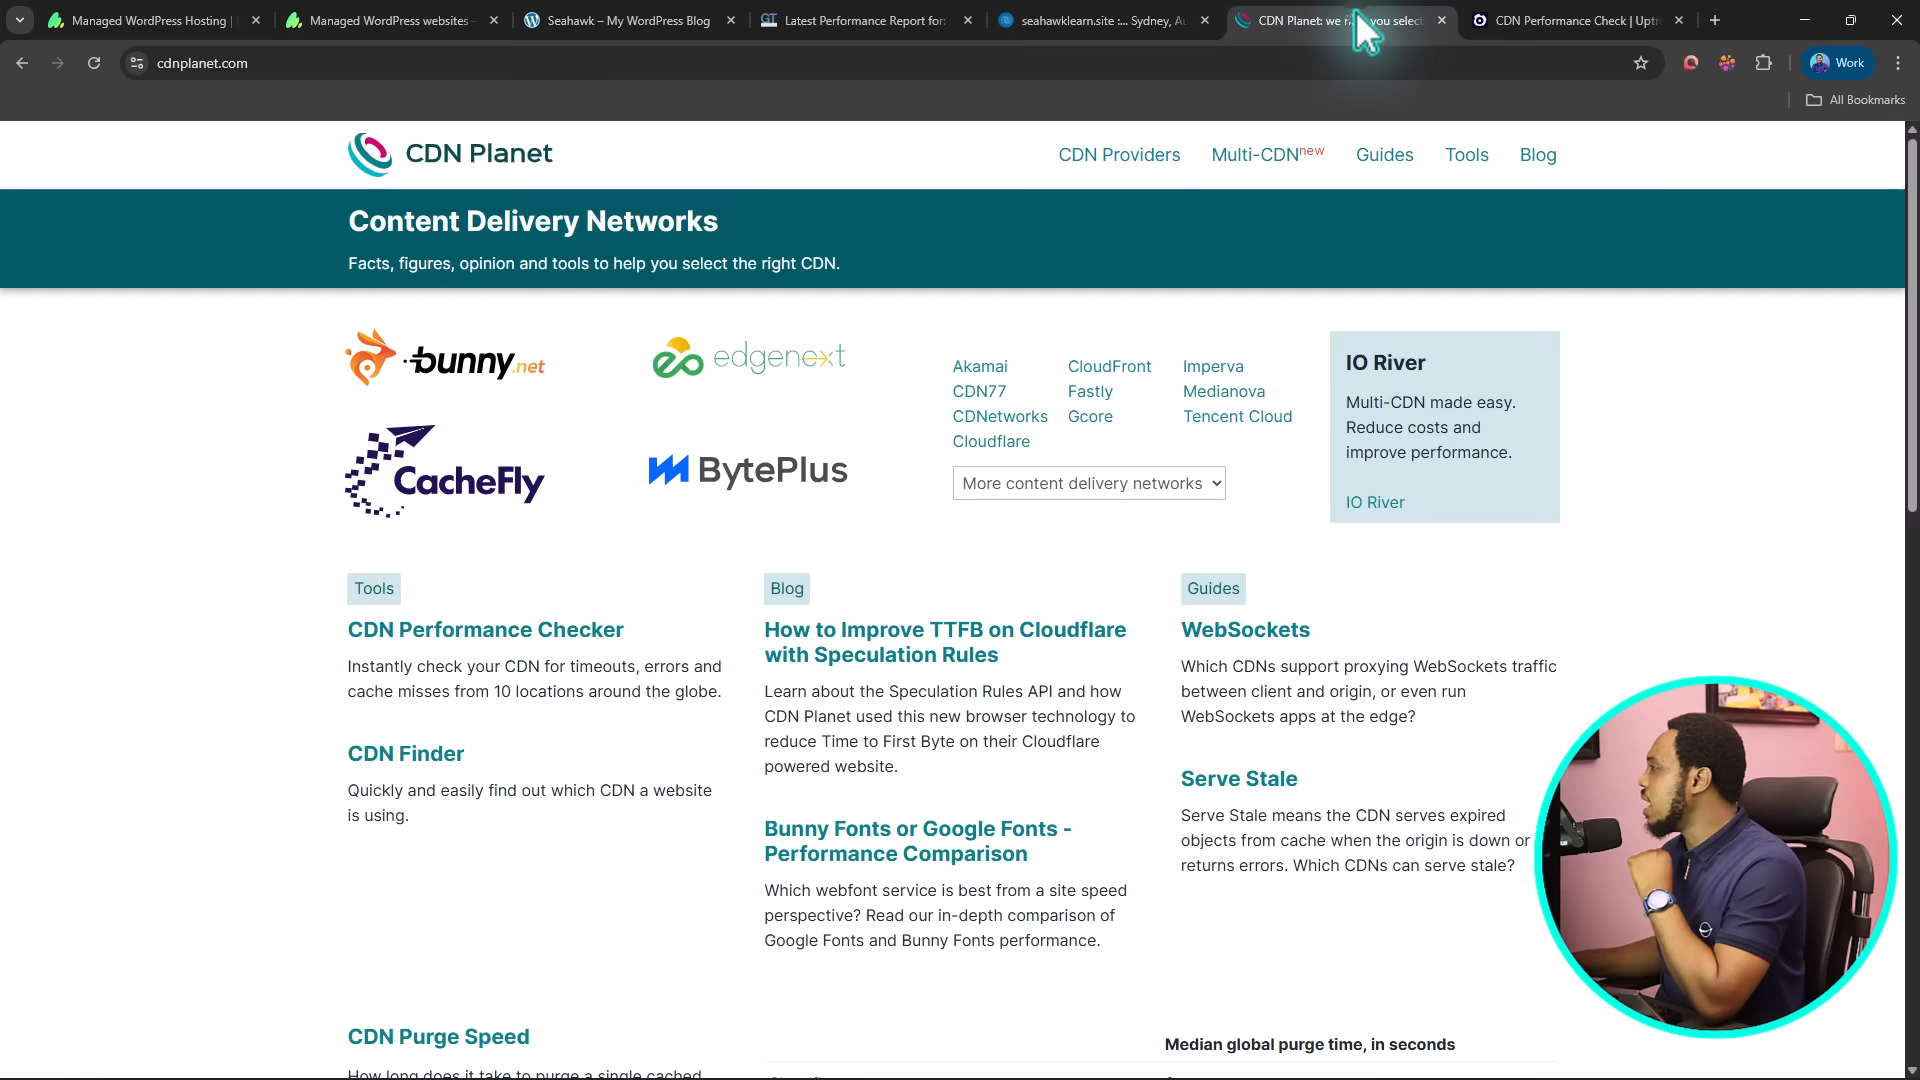 Managed WordPress Hosting |
Managed WordPress websites -
Seahawk – My WordPress Blog
Latest Performance Report for:
seahawklearn.site :... Sydney, Au
CDN Planet: we you select
CDN Performance Check | Uptr
cdnplanet.com
Work
All Bookmarks
CDN Planet
CDN Providers
Multi-CDNnew
Guides
Tools
Blog
Content Delivery Networks
Facts, figures, opinion and tools to help you select the right CDN.
bunny.net
edgenext
CacheFly
BytePlus
Akamai CloudFront Imperva
CDN77 Fastly Medianova
CDNetworks Gcore Tencent Cloud
Cloudflare
More content delivery networks
IO River
Multi-CDN made easy.
Reduce costs and
improve performance.
IO River
Tools
CDN Performance Checker
Instantly check your CDN for timeouts, errors and
cache misses from 10 locations around the globe.
CDN Finder
Quickly and easily find out which CDN a website
is using.
Blog
How to Improve TTFB on Cloudflare
with Speculation Rules
Learn about the Speculation Rules API and how
CDN Planet used this new browser technology to
reduce Time to First Byte on their Cloudflare
powered website.
Bunny Fonts or Google Fonts -
Performance Comparison
Which webfont service is best from a site speed
perspective? Read our in-depth comparison of
Google Fonts and Bunny Fonts performance.
Guides
WebSockets
Which CDNs support proxying WebSockets traffic
between client and origin, or even run
WebSockets apps at the edge?
Serve Stale
Serve Stale means the CDN serves expired
objects from cache when the origin is down or
returns errors. Which CDNs can serve stale?
CDN Purge Speed
How long does it take to purge a single cached
Median global purge time, in seconds